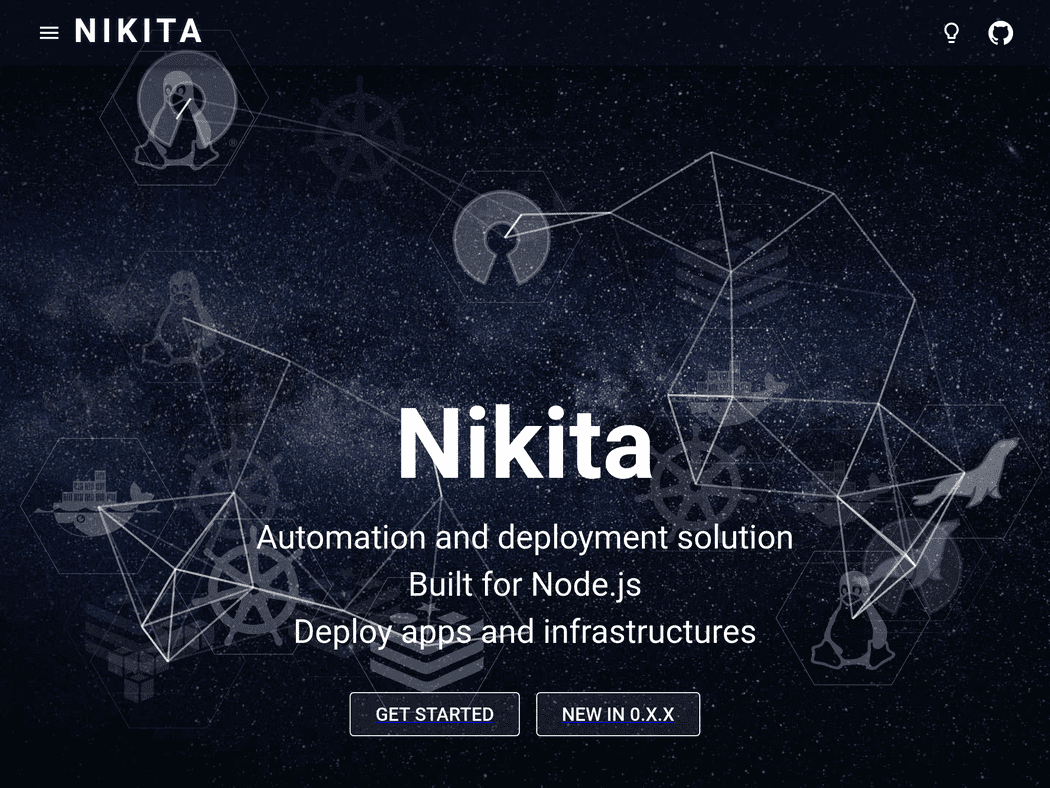 NIKITA
Nikita
Automation and deployment solution
Built for Node.js
Deploy apps and infrastructures
GET STARTED
NEW IN 0.X.X